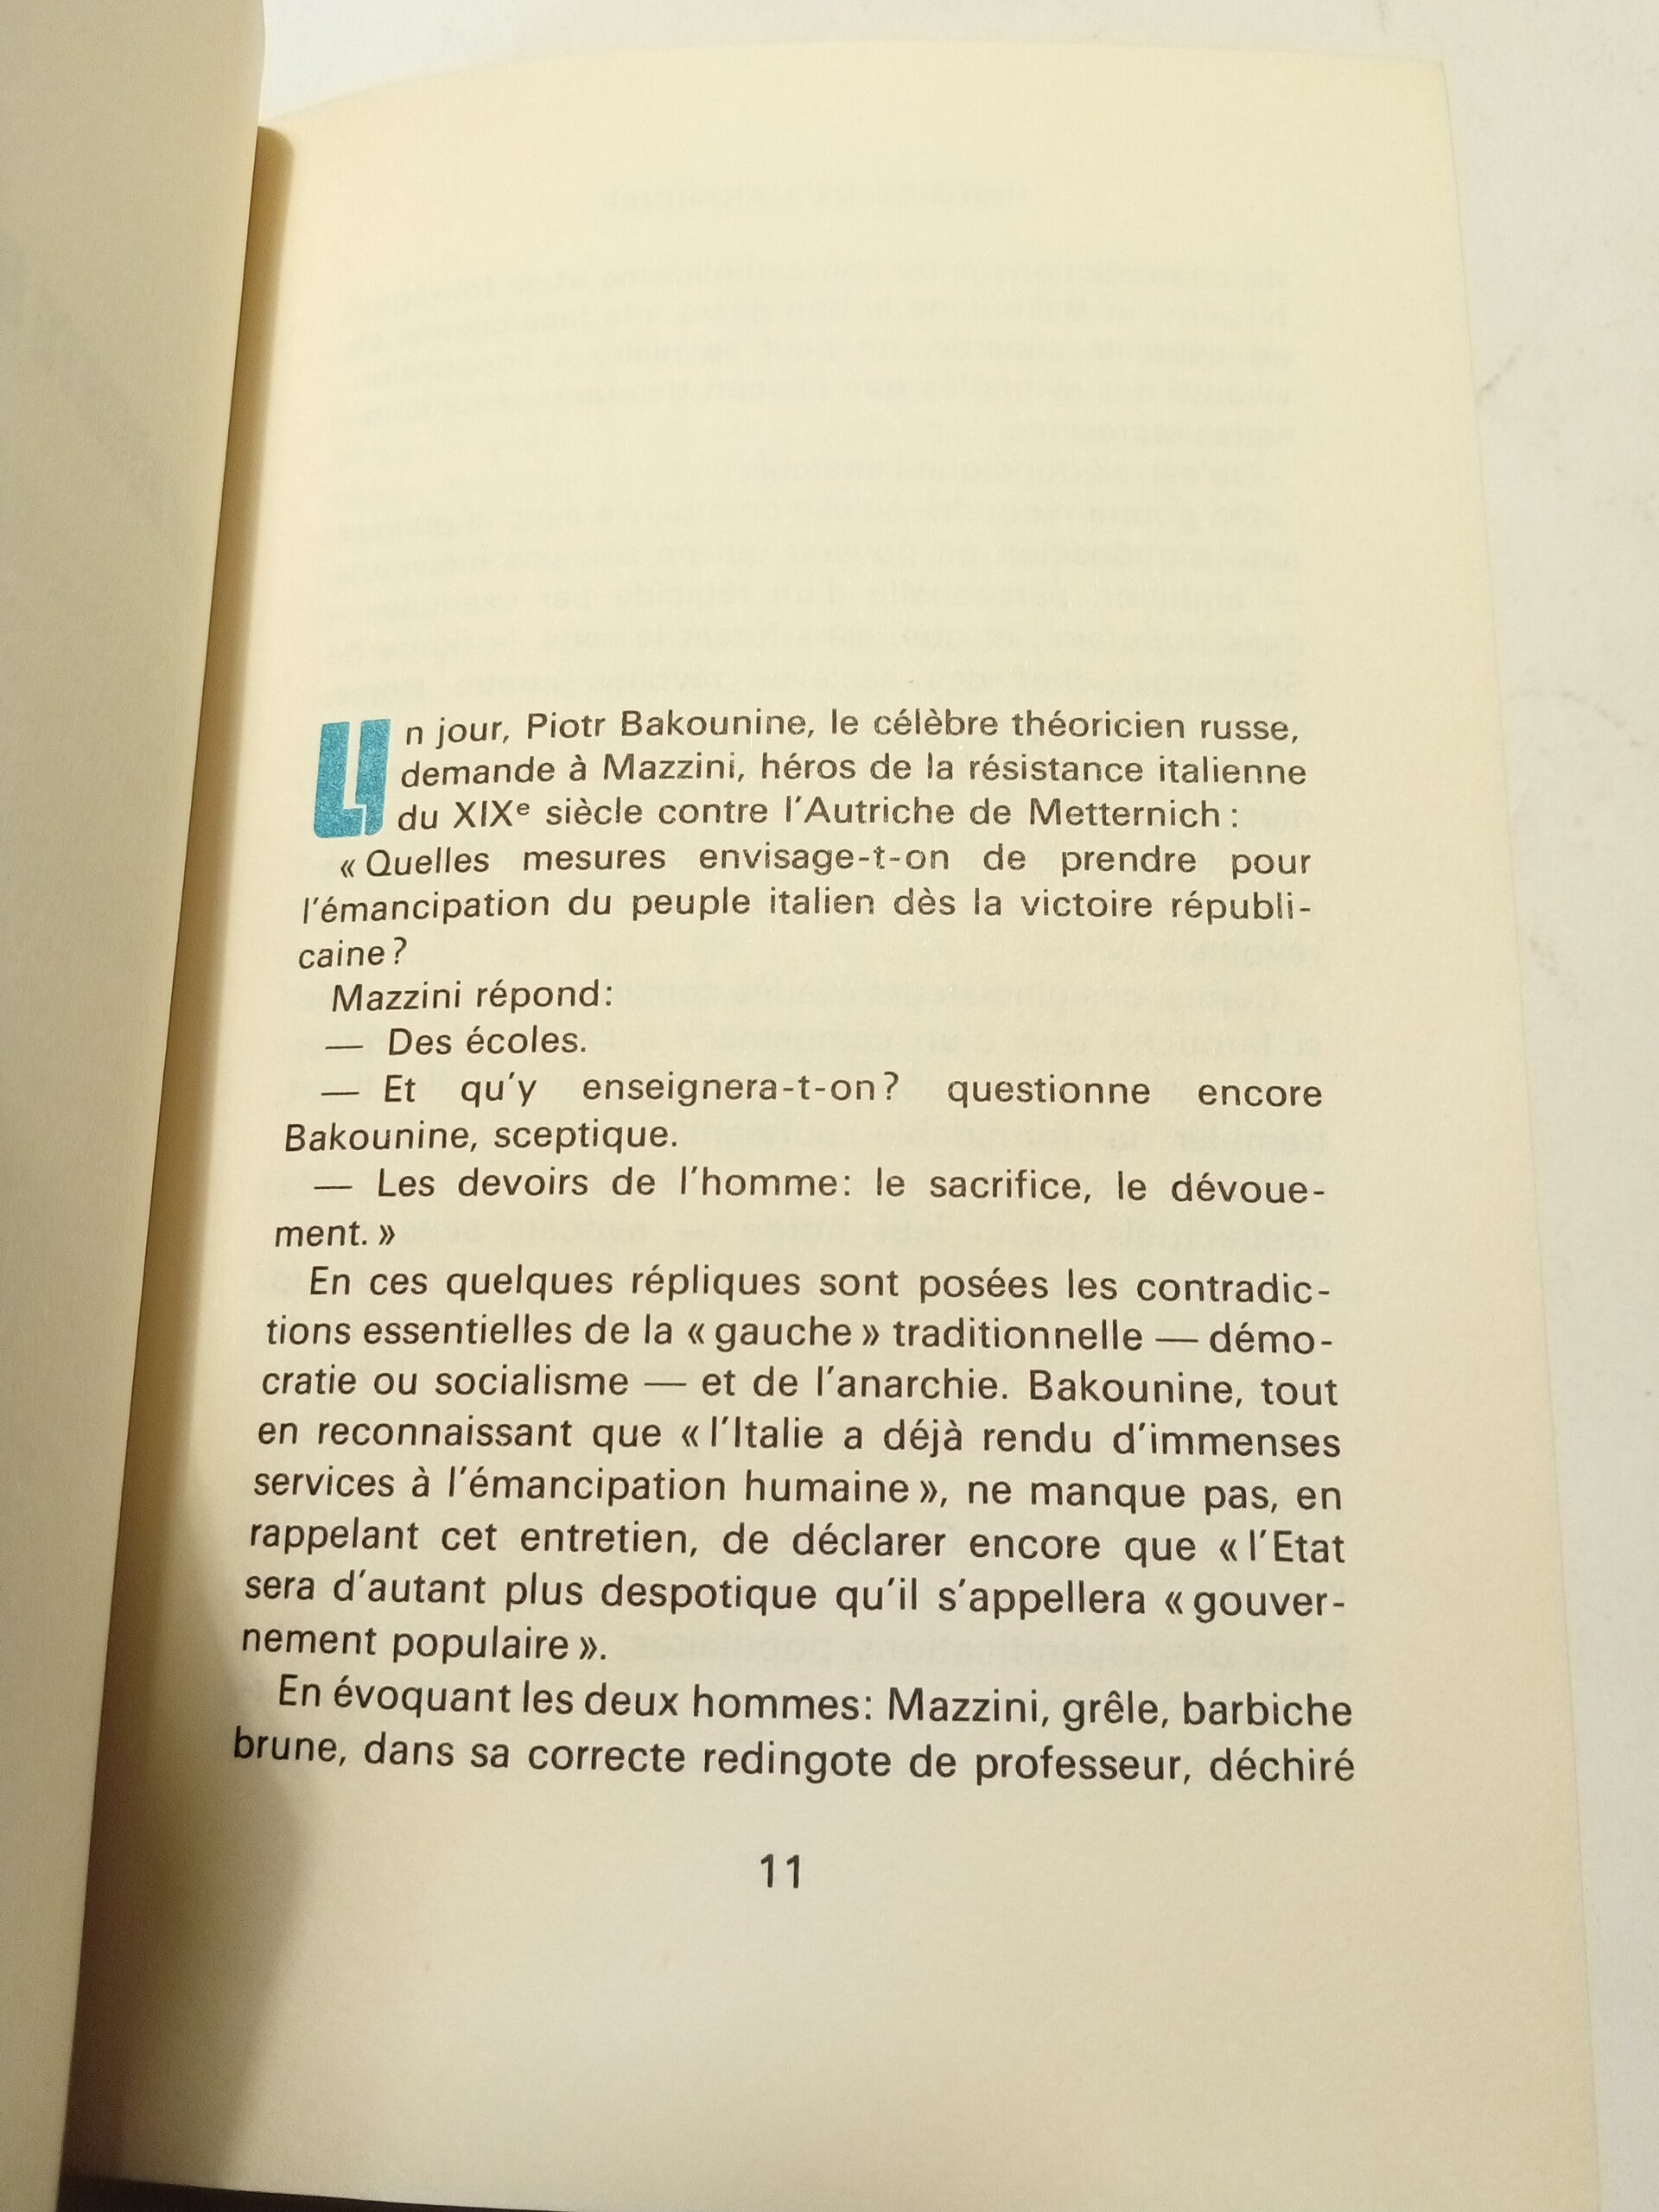 Un jour, Piotr Bakounine, le célèbre théoricien russe,
demande à Mazzini, héros de la résistance italienne
du XIXe siècle contre l'Autriche de Metternich :
« Quelles mesures envisage-t-on de prendre pour
l'émancipation du peuple italien dès la victoire républi-
caine ?
Mazzini répond:
— Des écoles.
— Et qu'y enseignera-t-on ? questionne encore
Bakounine, sceptique.
— Les devoirs de l'homme: le sacrifice, le dévoue-
ment. »
En ces quelques répliques sont posées les contradic-
tions essentielles de la « gauche » traditionnelle — démo-
cratie ou socialisme — et de l'anarchie. Bakounine, tout
en reconnaissant que « l'Italie a déjà rendu d'immenses
services à l'émancipation humaine », ne manque pas, en
rappelant cet entretien, de déclarer encore que « l'Etat
sera d'autant plus despotique qu'il s'appellera « gouver-
nement populaire ».
En évoquant les deux hommes: Mazzini, grêle, barbiche
brune, dans sa correcte redingote de professeur, déchiré
11